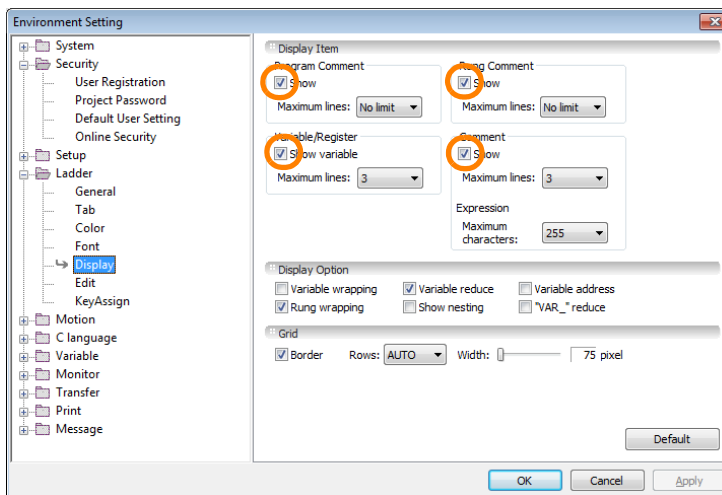 Environment Setting
System
Security
User Registration
Project Password
Default User Setting
Online Security
Setup
Ladder
General
Tab
Color
Font
Display
Edit
KeyAssign
Motion
C language
Variable
Monitor
Transfer
Print
Message
Display Item
Program Comment
Show
Maximum lines: No limit
Rung Comment
Show
Maximum lines: No limit
Variable/Register
Show variable
Maximum lines: 3
Comment
Show
Maximum lines: 3
Expression
Maximum
characters: 255
Display Option
Variable wrapping Variable reduce Variable address
Rung wrapping Show nesting "VAR_" reduce
Grid
Border Rows: AUTO Width: 75 pixel
Default
OK Cancel Apply